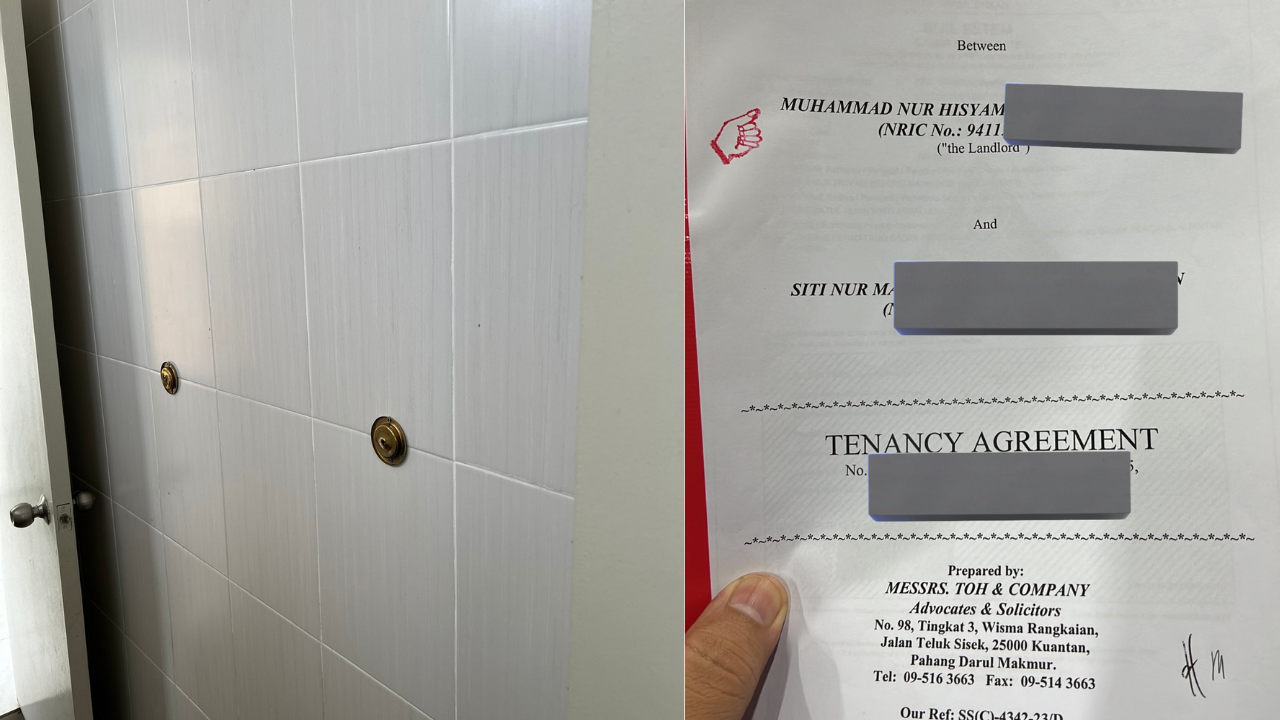 Between
MUHAMMAD NUR HISYAM
(NRIC No.: 9411
("the Landlord")
And
SITI NUR MA
(N
~*~*~*~*~*~*~*~*~*~*~*~*~*~*~*~*~*~*~*~*~*~*~*~*~
TENANCY AGREEMENT
No.
5,
~*~*~*~*~*~*~*~*~*~*~*~*~*~*~*~*~*~*~*~*~*~*~*~*~
Prepared by:
MESSRS. TOH & COMPANY
Advocates & Solicitors
No. 98, Tingkat 3, Wisma Rangkaian,
Jalan Teluk Sisek, 25000 Kuantan,
Pahang Darul Makmur.
Tel: 09-516 3663 Fax: 09-514 3663
Our Ref: SS(C)-4342-23/D